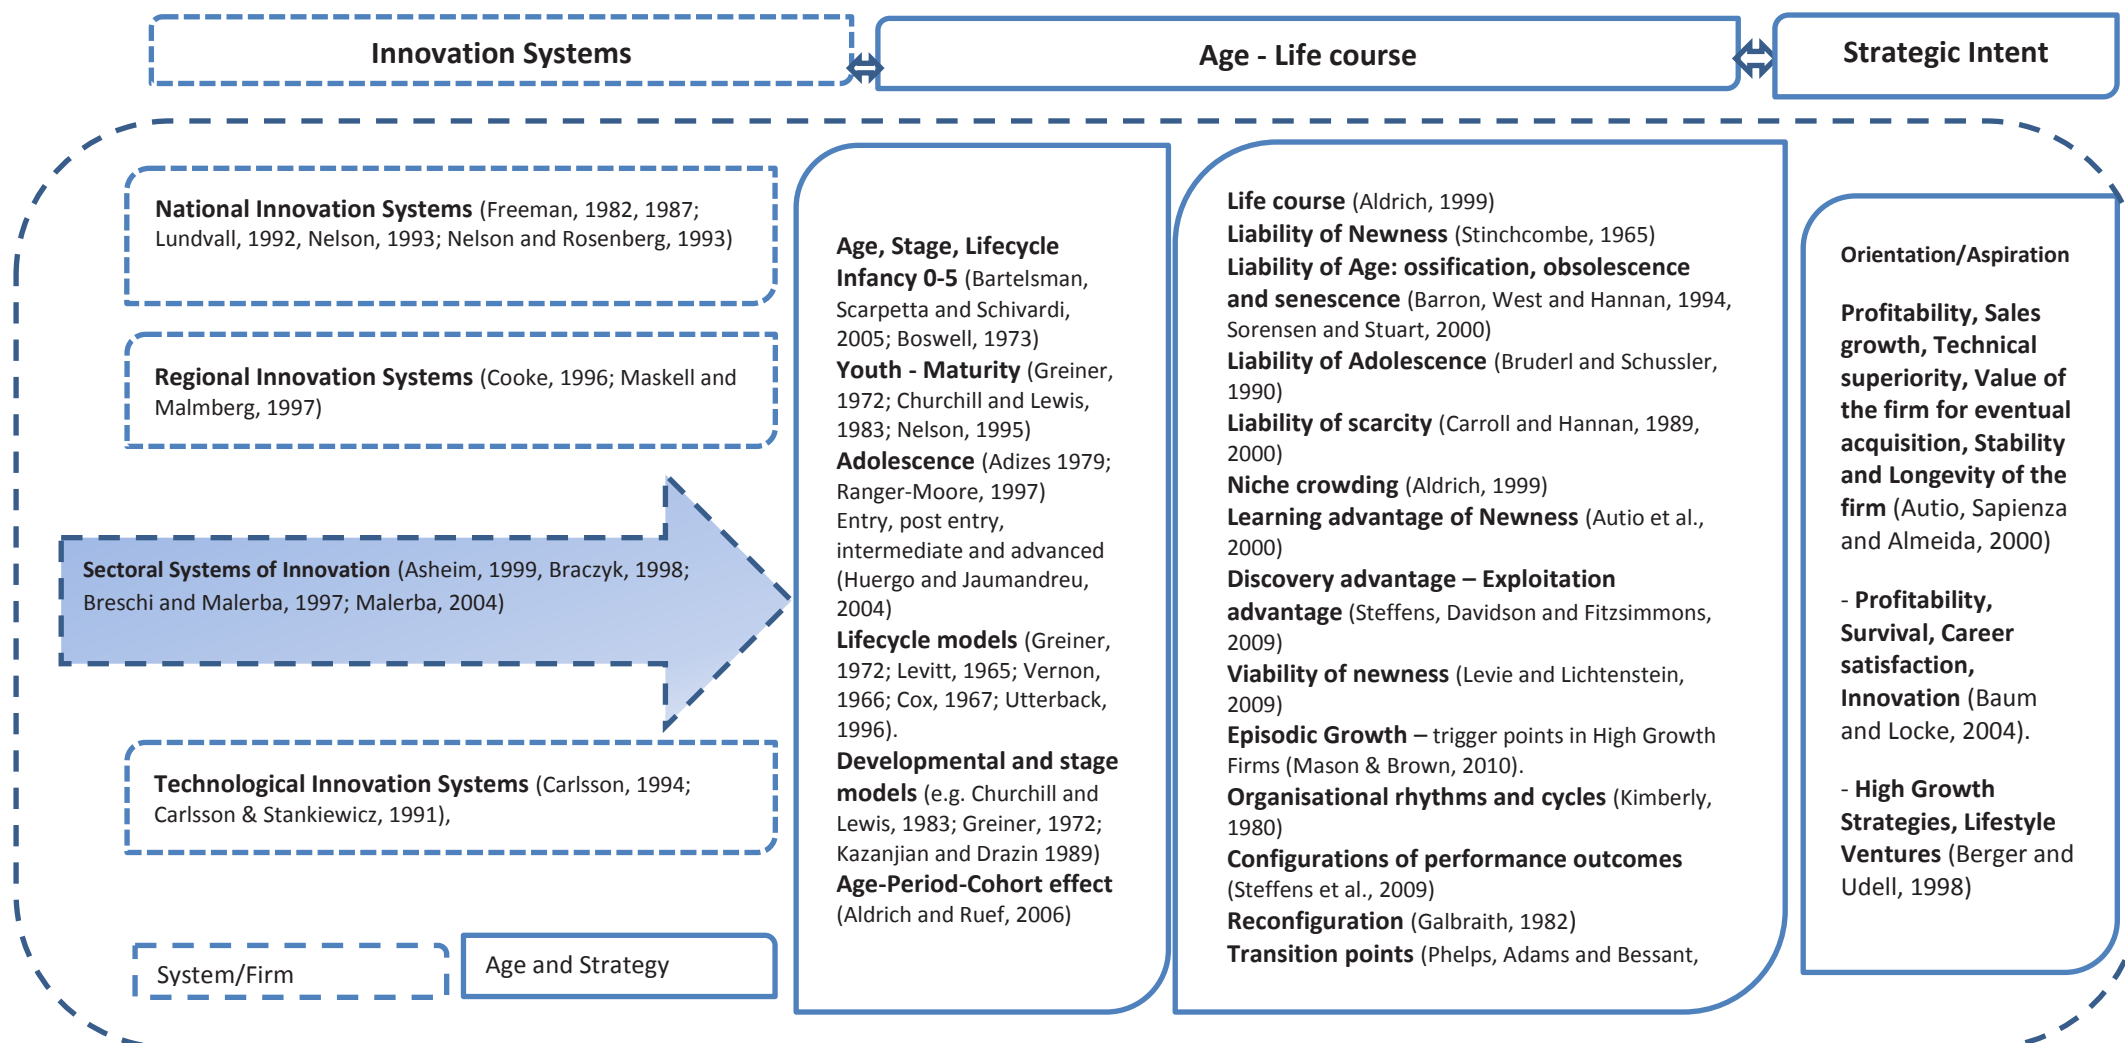 Innovation Systems
Age - Life course
Strategic Intent
National Innovation Systems (Freeman, 1982, 1987;
Lundvall, 1992, Nelson, 1993; Nelson and Rosenberg, 1993)
Regional Innovation Systems (Cooke, 1996; Maskell and
Malmberg, 1997)
Sectoral Systems of Innovation (Asheim, 1999, Braczyk, 1998;
Breschi and Malerba, 1997; Malerba, 2004)
Technological Innovation Systems (Carlsson, 1994;
Carlsson & Stankiewicz, 1991),
System/Firm
Age and Strategy
Age, Stage, Lifecycle
Infancy 0-5 (Bartelsman,
Scarpetta and Schivardi,
2005; Boswell, 1973)
Youth - Maturity (Greiner,
1972; Churchill and Lewis,
1983; Nelson, 1995)
Adolescence (Adizes 1979;
Ranger-Moore, 1997)
Entry, post entry,
intermediate and advanced
(Huergo and Jaumandreu,
2004)
Lifecycle models (Greiner,
1972; Levitt, 1965; Vernon,
1966; Cox, 1967; Utterback,
1996).
Developmental and stage
models (e.g. Churchill and
Lewis, 1983; Greiner, 1972;
Kazanjian and Drazin 1989)
Age-Period-Cohort effect
(Aldrich and Ruef, 2006)
Life course (Aldrich, 1999)
Liability of Newness (Stinchcombe, 1965)
Liability of Age: ossification, obsolescence
and senescence (Barron, West and Hannan, 1994,
Sorensen and Stuart, 2000)
Liability of Adolescence (Bruderl and Schussler,
1990)
Liability of scarcity (Carroll and Hannan, 1989,
2000)
Niche crowding (Aldrich, 1999)
Learning advantage of Newness (Autio et al.,
2000)
Discovery advantage – Exploitation
advantage (Steffens, Davidson and Fitzsimmons,
2009)
Viability of newness (Levie and Lichtenstein,
2009)
Episodic Growth – trigger points in High Growth
Firms (Mason & Brown, 2010).
Organisational rhythms and cycles (Kimberly,
1980)
Configurations of performance outcomes
(Steffens et al., 2009)
Reconfiguration (Galbraith, 1982)
Transition points (Phelps, Adams and Bessant,
Orientation/Aspiration
Profitability, Sales
growth, Technical
superiority, Value of
the firm for eventual
acquisition, Stability
and Longevity of the
firm (Autio, Sapienza
and Almeida, 2000)
- Profitability,
Survival, Career
satisfaction,
Innovation (Baum
and Locke, 2004).
- High Growth
Strategies, Lifestyle
Ventures (Berger and
Udell, 1998)